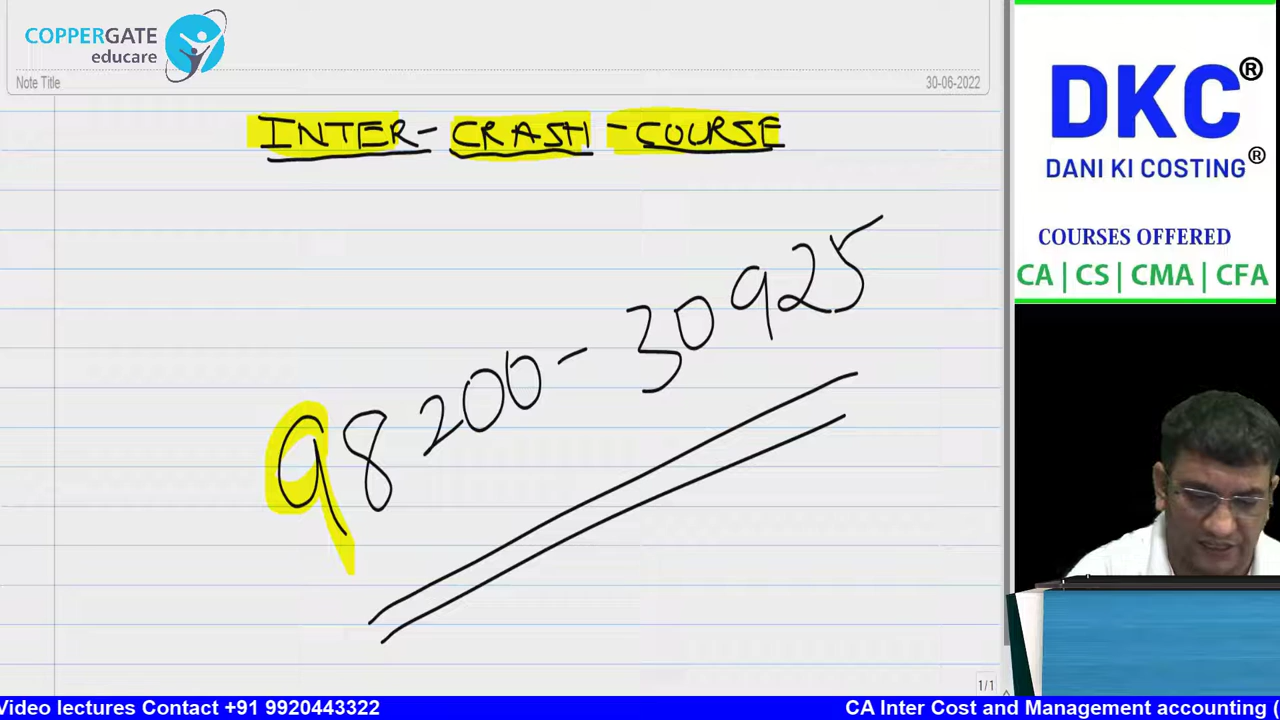 COPPERGATE
educare
Note Title
30-06-2022
INTER - CRASH - COURSE
98200 - 30925
1/1
DKC®
DANI KI COSTING®
COURSES OFFERED
CA | CS | CMA | CFA
Video lectures Contact +91 9920443322
CA Inter Cost and Management accounting (